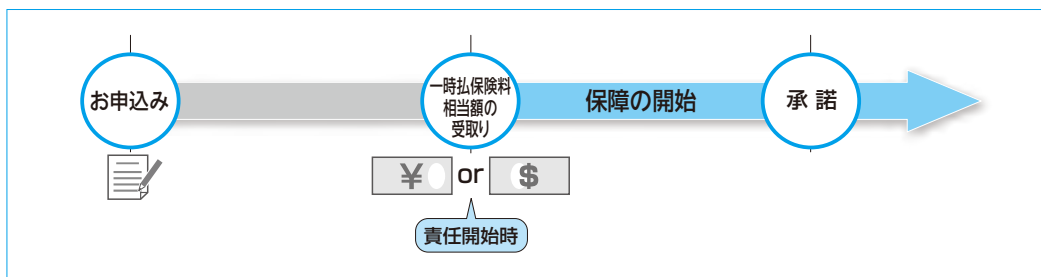 お申込み
一時払保険料
相当額の
受取り
保障の開始
承諾
¥ or $
責任開始時